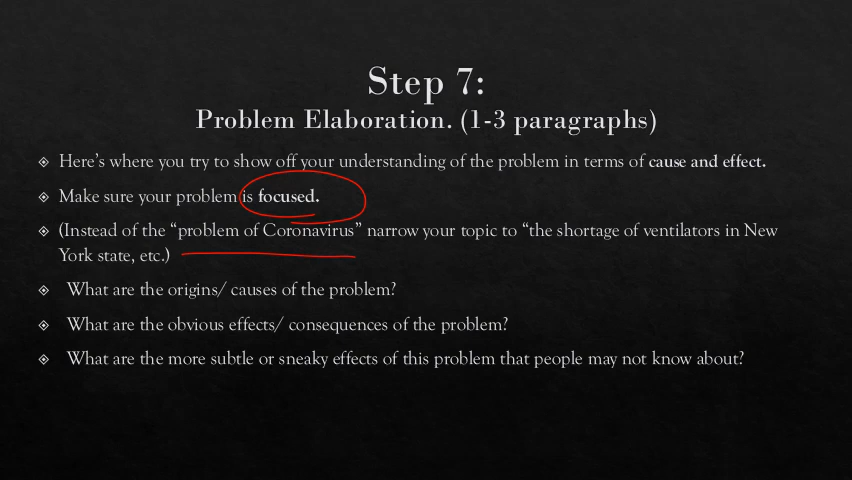 Step 7:
Problem Elaboration. (1-3 paragraphs)
Here’s where you try to show off your understanding of the problem in terms of cause and effect.
Make sure your problem is focused.
(Instead of the “problem of Coronavirus” narrow your topic to “the shortage of ventilators in New
York state, etc.)
What are the origins/ causes of the problem?
What are the obvious effects/ consequences of the problem?
What are the more subtle or sneaky effects of this problem that people may not know about?